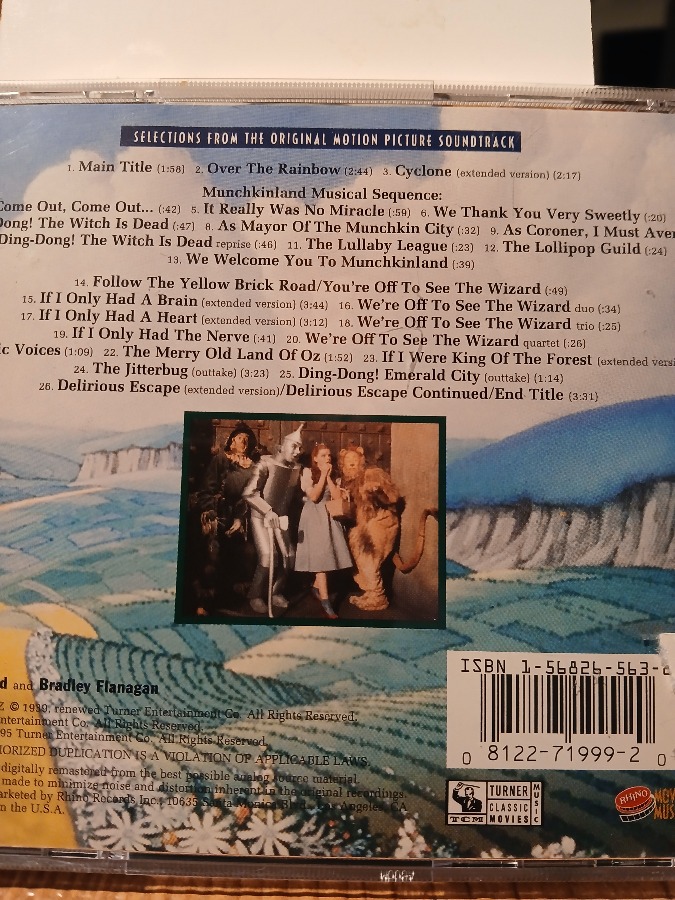 SELECTIONS FROM THE ORIGINAL MOTION PICTURE SOUNDTRACK
1. Main Title (1:58) 2. Over The Rainbow (2:44) 3. Cyclone (extended version) (2:17)
Munchkinland Musical Sequence:
Come Out, Come Out... (:42) 5. It Really Was No Miracle (:59) 6. We Thank You Very Sweetly (:20)
Dong! The Witch Is Dead (:47) 8. As Mayor Of The Munchkin City (:32) 9. As Coroner, I Must Aver
Ding-Dong! The Witch Is Dead reprise (:46) 11. The Lullaby League (:23) 12. The Lollipop Guild (:24)
13. We Welcome You To Munchkinland (:39)
14. Follow The Yellow Brick Road/You're Off To See The Wizard (:49)
15. If I Only Had A Brain (extended version) (3:44) 16. We're Off To See The Wizard duo (:34)
17. If I Only Had A Heart (extended version) (3:12) 18. We're Off To See The Wizard trio (:25)
19. If I Only Had The Nerve (:41) 20. We're Off To See The Wizard quartet (:26)
ic Voices (1:09) 22. The Merry Old Land Of Oz (1:52) 23. If I Were King Of The Forest (extended versi
24. The Jitterbug (outtake) (3:23) 25. Ding-Dong! Emerald City (outtake) (1:14)
26. Delirious Escape (extended version)/Delirious Escape Continued/End Title (3:31)
d and Bradley Flanagan
Z © 1939, renewed Turner Entertainment Co. All Rights Reserved.
ntertainment Co. All Rights Reserved.
95 Turner Entertainment Co. All Rights Reserved.
HORIZED DUPLICATION IS A VIOLATION OF APPLICABLE LAWS.
digitally remastered from the best possible analog source material.
made to minimize noise and distortion inherent in the original recordings.
arketed by Rhino Records Inc., 10635 Santa Monica Blvd., Los Angeles, CA
n the U.S.A.
ISBN 1-56826-563-
0 8122-71999-2 0
TCM TURNER CLASSIC MOVIES MUSIC
RHINO MOV
MUS